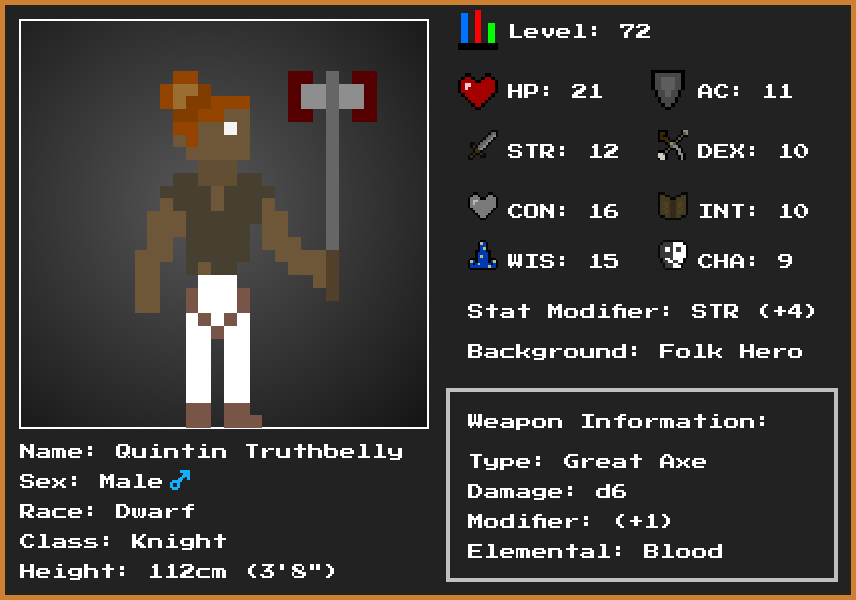 Level: 72
HP: 21
AC: 11
STR: 12
DEX: 10
CON: 16
INT: 10
WIS: 15
CHA: 9
Stat Modifier: STR (+4)
Background: Folk Hero
Weapon Information:
Type: Great Axe
Damage: d6
Modifier: (+1)
Elemental: Blood
Name: Quintin Truthbelly
Sex: Male♂
Race: Dwarf
Class: Knight
Height: 112cm (3'8")